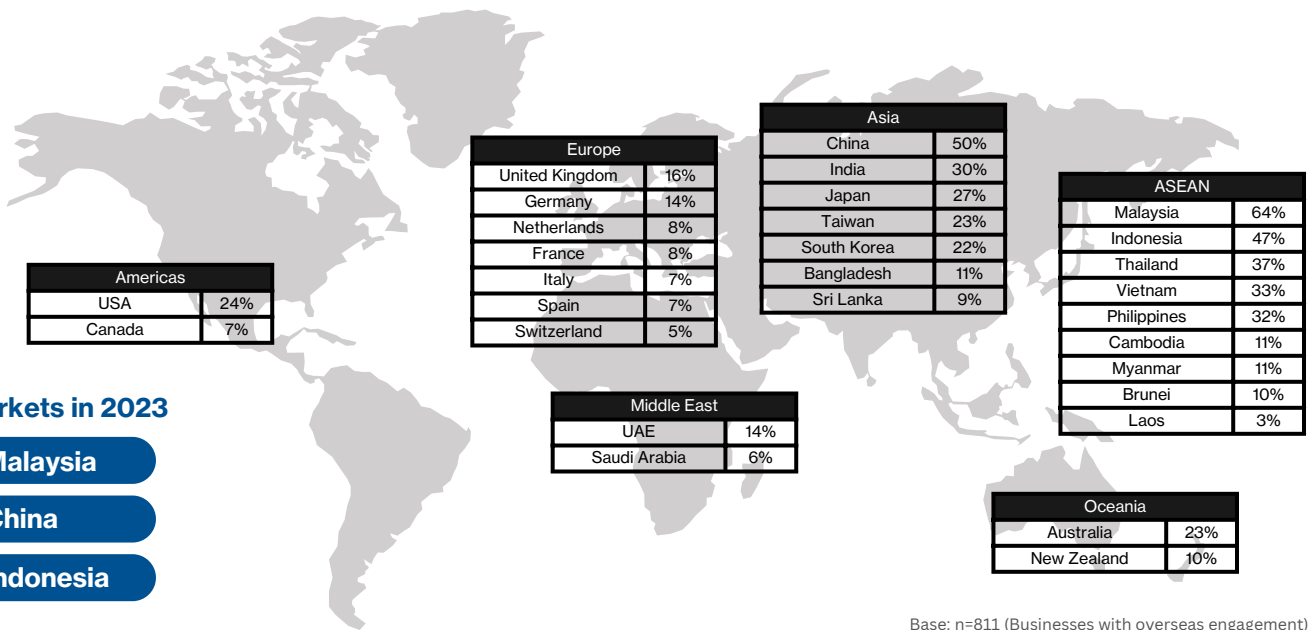 Asia
China 50%
India 30%
Japan 27%
Taiwan 23%
South Korea 22%
Bangladesh 11%
Sri Lanka 9%
Europe
United Kingdom 16%
Germany 14%
Netherlands 8%
France 8%
Italy 7%
Spain 7%
Switzerland 5%
ASEAN
Malaysia 64%
Indonesia 47%
Thailand 37%
Vietnam 33%
Philippines 32%
Cambodia 11%
Myanmar 11%
Brunei 10%
Laos 3%
Americas
USA 24%
Canada 7%
Middle East
UAE 14%
Saudi Arabia 6%
rkets in 2023
Malaysia
China
Indonesia
Oceania
Australia 23%
New Zealand 10%
Base: n=811 (Businesses with overseas engagement)